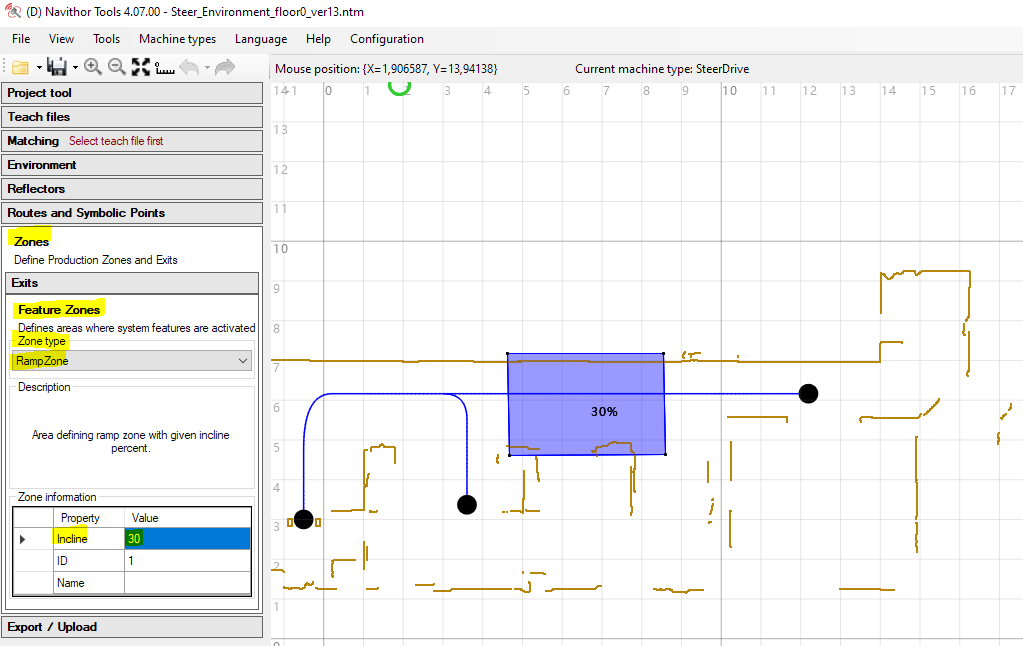 (D) Navithor Tools 4.07.00 - Steer_Environment_floor0_ver13.ntm
File View Tools Machine types Language Help Configuration
Mouse position: {X=1,906587, Y=13,94138} Current machine type: SteerDrive
Project tool
Teach files
Matching Select teach file first
Environment
Reflectors
Routes and Symbolic Points
Zones
Define Production Zones and Exits
Exits
Feature Zones
Defines areas where system features are activated
Zone type
RampZone
Description
Area defining ramp zone with given incline
percent.
Zone information
Property Value
Incline 30
ID 1
Name
Export / Upload
14 -1 0 1 2 3 4 5 6 7 8 9 10 11 12 13 14 15 16 17
13
12
11
10
9
8
7
6
5
4
3
2
1
0
30%